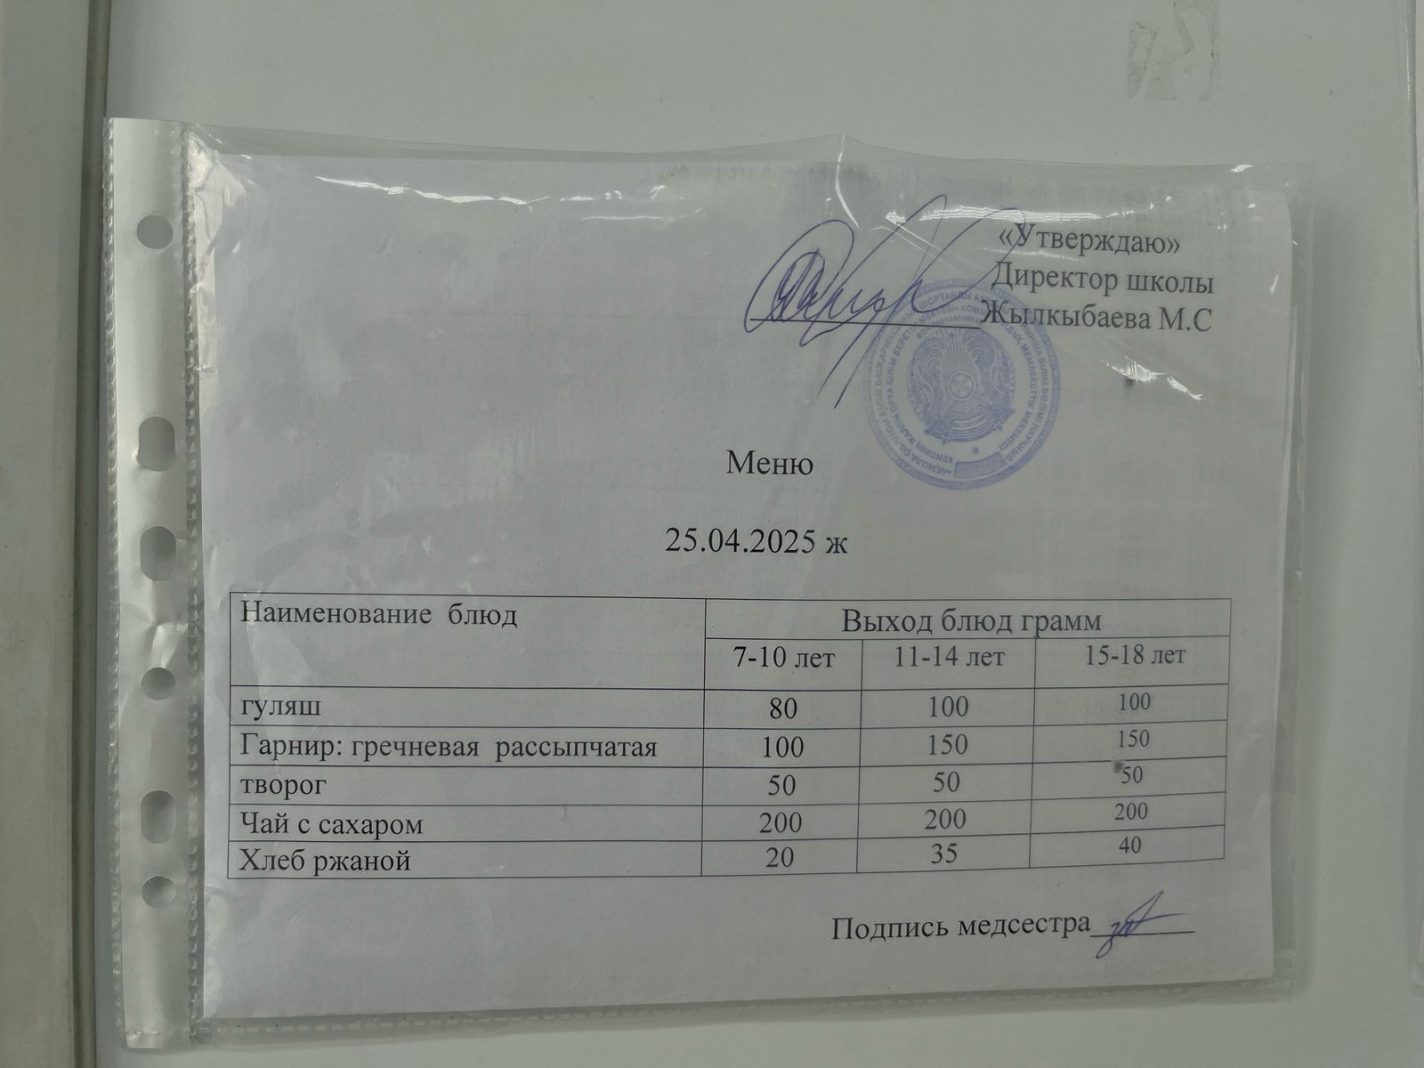 «Утверждаю»
Директор школы
Жылкыбаева М.С
Меню
25.04.2025 ж
Наименование блюд Выход блюд грамм
7-10 лет 11-14 лет 15-18 лет
гуляш 80 100 100
Гарнир: гречневая рассыпчатая 100 150 150
творог 50 50 50
Чай с сахаром 200 200 200
Хлеб ржаной 20 35 40
Подпись медсестра